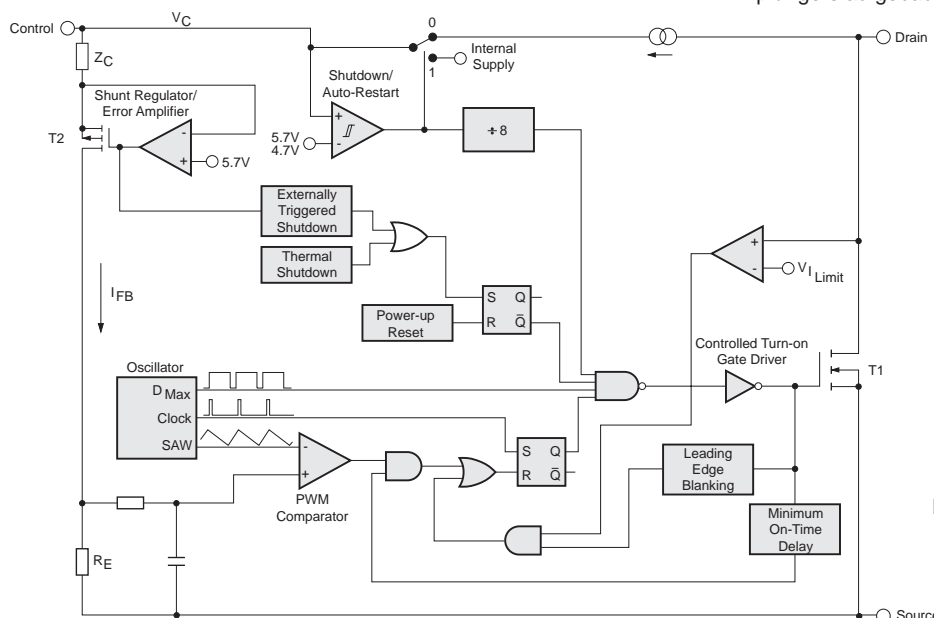 Control
V C
0
Drain
Z C
1
Internal
Supply
Shunt Regulator/
Error Amplifier
Shutdown/
Auto-Restart
T2
-
+
5.7V
+
-
5.7V
4.7V
÷ 8
Externally
Triggered
Shutdown
Thermal
Shutdown
+
-
V I Limit
I FB
Power-up
Reset
S Q
R Q̄
Controlled Turn-on
Gate Driver
T1
Oscillator
D Max
Clock
SAW
-
+
PWM
Comparator
S Q
R Q̄
Leading
Edge
Blanking
Minimum
On-Time
Delay
R E
Source